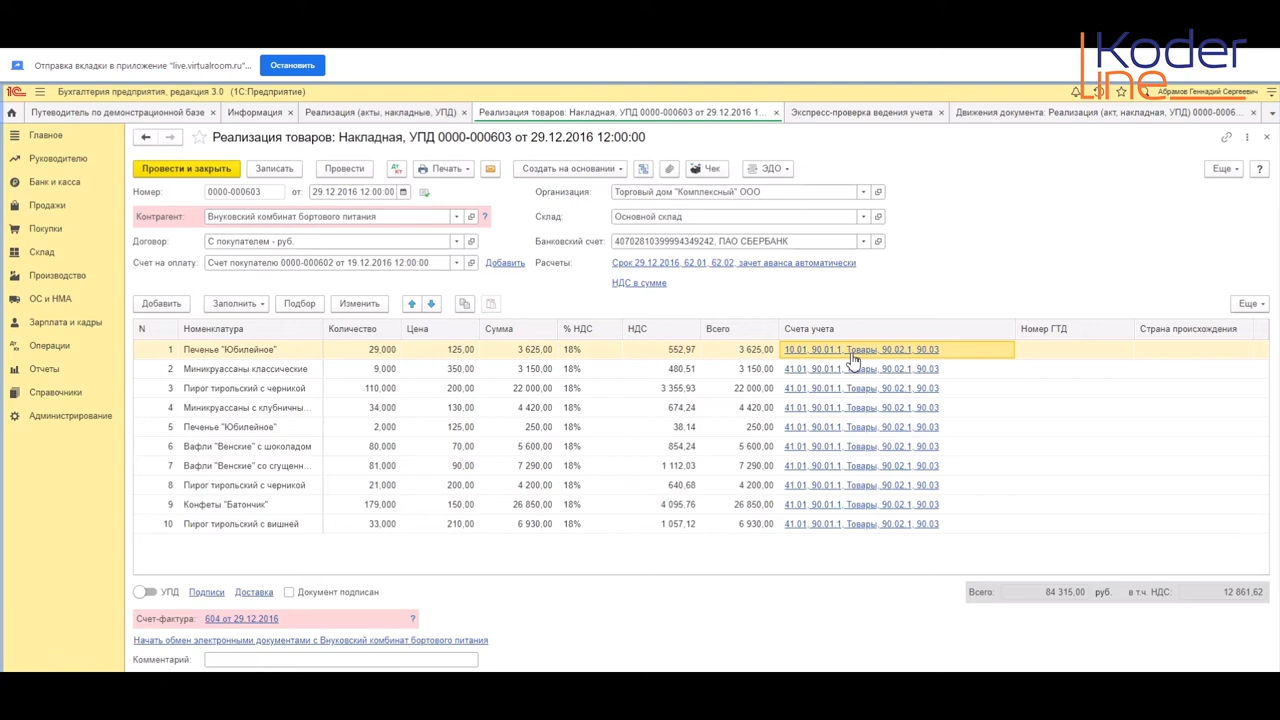 Koder
Line
Отправка вкладки в приложение "live.virtualroom.ru"... Остановить
1С Бухгалтерия предприятия, редакция 3.0 (1С:Предприятие) Абрамов Геннадий Сергеевич
Путеводитель по демонстрационной базе × Информация × Реализация (акты, накладные, УПД) × Реализация товаров: Накладная, УПД 0000-000603 от 29.12.2016 1... × Экспресс-проверка ведения учета × Движения документа: Реализация (акт, накладная, УПД) 0000-0006... ×
Главное
Руководителю
Банк и касса
Продажи
Покупки
Склад
Производство
ОС и НМА
Зарплата и кадры
Операции
Отчеты
Справочники
Администрирование
Реализация товаров: Накладная, УПД 0000-000603 от 29.12.2016 12:00:00
Провести и закрыть Записать Провести Дт Кт Печать Создать на основании Чек ЭДО Еще ?
Номер: 0000-000603 от: 29.12.2016 12:00:00 Организация: Торговый дом "Комплексный" ООО
Контрагент: Внуковский комбинат бортового питания ? Склад: Основной склад
Договор: С покупателем - руб. Банковский счет: 40702810399994349242, ПАО СБЕРБАНК
Счет на оплату: Счет покупателю 0000-000602 от 19.12.2016 12:00:00 Добавить Расчеты: Срок 29.12.2016, 62.01, 62.02, зачет аванса автоматически
НДС в сумме
Добавить Заполнить Подбор Изменить Еще
N Номенклатура Количество Цена Сумма % НДС НДС Всего Счета учета Номер ГТД Страна происхождения
1 Печенье "Юбилейное" 29,000 125,00 3 625,00 18% 552,97 3 625,00 10.01, 90.01.1, Товары, 90.02.1, 90.03
2 Миникруассаны классические 9,000 350,00 3 150,00 18% 480,51 3 150,00 41.01, 90.01.1, Товары, 90.02.1, 90.03
3 Пирог тирольский с черникой 110,000 200,00 22 000,00 18% 3 355,93 22 000,00 41.01, 90.01.1, Товары, 90.02.1, 90.03
4 Миникруассаны с клубничны... 34,000 130,00 4 420,00 18% 674,24 4 420,00 41.01, 90.01.1, Товары, 90.02.1, 90.03
5 Печенье "Юбилейное" 2,000 125,00 250,00 18% 38,14 250,00 41.01, 90.01.1, Товары, 90.02.1, 90.03
6 Вафли "Венские" с шоколадом 80,000 70,00 5 600,00 18% 854,24 5 600,00 41.01, 90.01.1, Товары, 90.02.1, 90.03
7 Вафли "Венские" со сгущенн... 81,000 90,00 7 290,00 18% 1 112,03 7 290,00 41.01, 90.01.1, Товары, 90.02.1, 90.03
8 Пирог тирольский с черникой 21,000 200,00 4 200,00 18% 640,68 4 200,00 41.01, 90.01.1, Товары, 90.02.1, 90.03
9 Конфеты "Батончик" 179,000 150,00 26 850,00 18% 4 095,76 26 850,00 41.01, 90.01.1, Товары, 90.02.1, 90.03
10 Пирог тирольский с вишней 33,000 210,00 6 930,00 18% 1 057,12 6 930,00 41.01, 90.01.1, Товары, 90.02.1, 90.03
УПД Подписи Доставка Документ подписан Всего: 84 315,00 руб. в т.ч. НДС: 12 861,62
Счет-фактура: 604 от 29.12.2016 ?
Начать обмен электронными документами с Внуковский комбинат бортового питания
Комментарий: